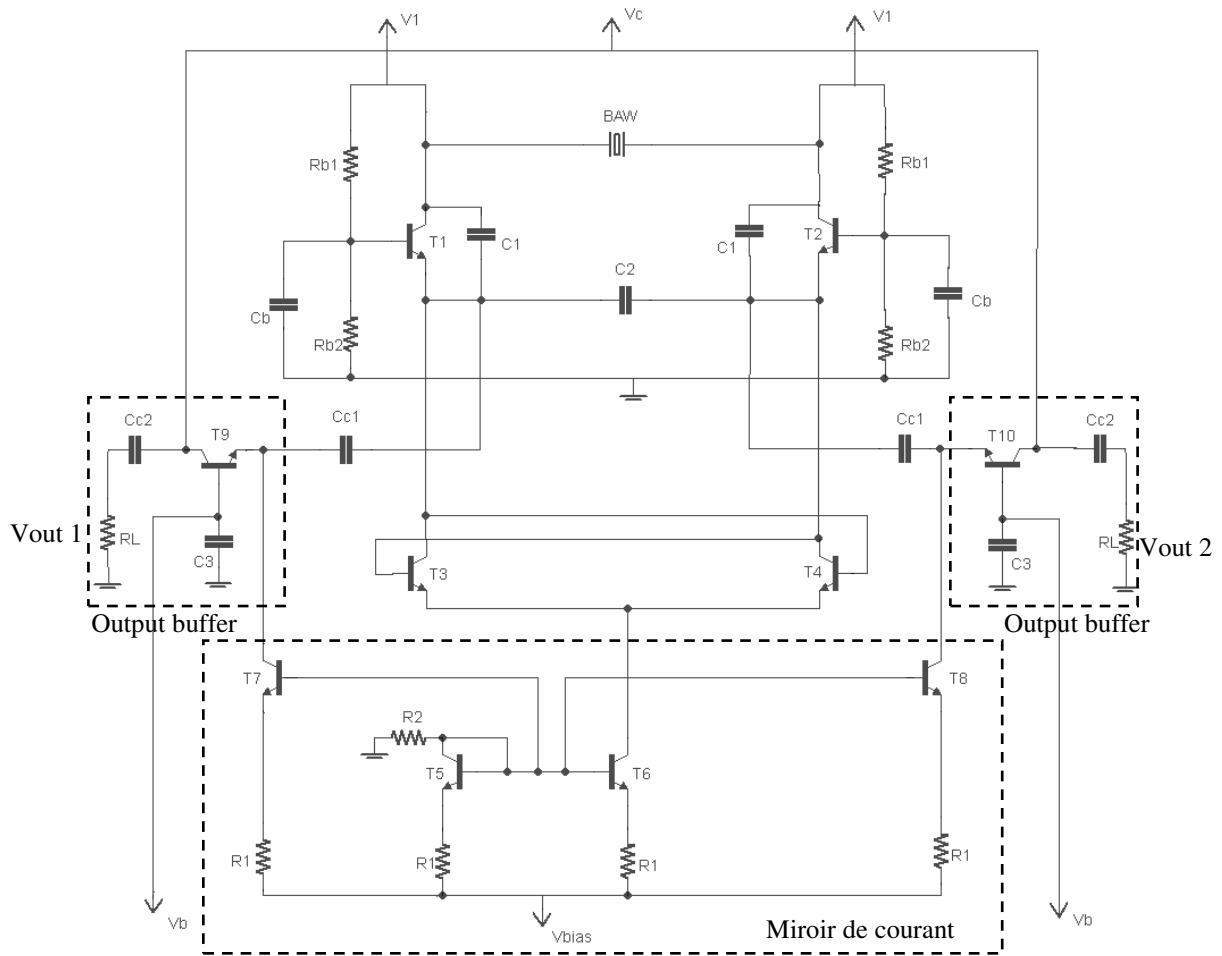 V1
Vc
V1
BAW
Rb1
Rb1
T1
C1
C1
T2
C2
Cb
Cb
Rb2
Rb2
Cc2
T9
Cc1
Cc1
T10
Cc2
Vout 1
RL
C3
T3
T4
C3
RL
Vout 2
Output buffer
Output buffer
T7
T8
R2
T5
T6
R1
R1
R1
R1
Vb
Vbias
Miroir de courant
Vb